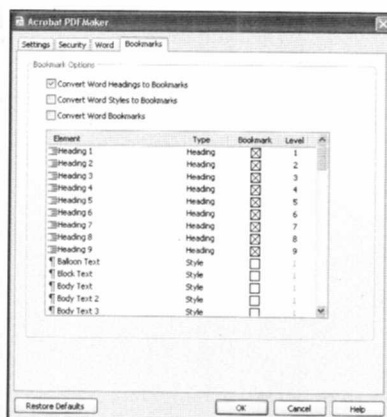 Acrobat PDFMaker
Settings Security Word Bookmarks
Bookmark Options
Convert Word Headings to Bookmarks
Convert Word Styles to Bookmarks
Convert Word Bookmarks
Element Type Bookmark Level
Heading 1 Heading 1
Heading 2 Heading 2
Heading 3 Heading 3
Heading 4 Heading 4
Heading 5 Heading 5
Heading 6 Heading 6
Heading 7 Heading 7
Heading 8 Heading 8
Heading 9 Heading 9
¶ Balloon Text Style
¶ Block Text Style
¶ Body Text Style
¶ Body Text 2 Style
¶ Body Text 3 Style
Restore Defaults OK Cancel Help